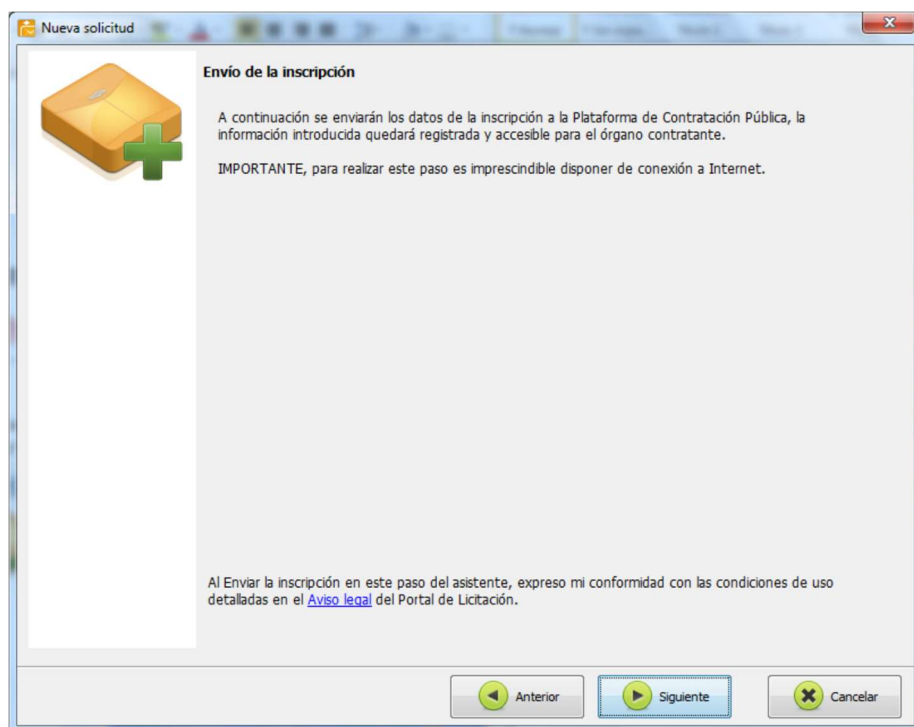 Nueva solicitud
Envío de la inscripción
A continuación se enviarán los datos de la inscripción a la Plataforma de Contratación Pública, la
información introducida quedará registrada y accesible para el órgano contratante.
IMPORTANTE, para realizar este paso es imprescindible disponer de conexión a Internet.
Al Enviar la inscripción en este paso del asistente, expreso mi conformidad con las condiciones de uso
detalladas en el Aviso legal del Portal de Licitación.
Anterior
Siguiente
Cancelar